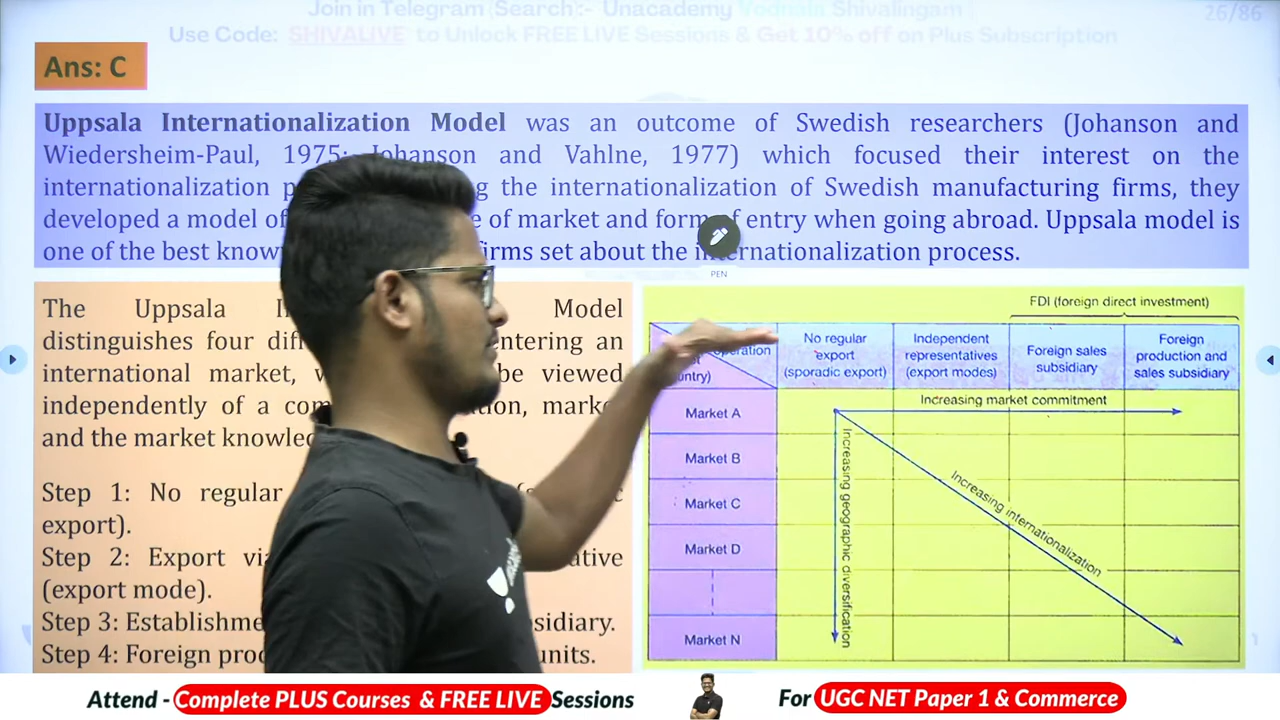 Join in Telegram (Search):- Unacademy Vodnala Shivalingam
26/86
Use Code: SHIVALIVE to Unlock FREE LIVE Sessions & Get 10% off on Plus Subscription
Ans: C
Uppsala Internationalization Model was an outcome of Swedish researchers (Johanson and
Wiedersheim-Paul, 1975; Johanson and Vahlne, 1977) which focused their interest on the
internationalization the internationalization of Swedish manufacturing firms, they
developed a model of of market and form of entry when going abroad. Uppsala model is
one of the best firms set about the internationalization process.
The Uppsala Model
distinguishes four entering an
international market, be viewed
independently of a
and the market
Step 1: No regular
export).
Step 2: Export via
(export mode).
Step 3:
Step 4: Foreign units.
PEN
FDI (foreign direct investment)
operation
No regular
export
(sporadic export)
Independent
representatives
(export modes)
Foreign sales
subsidiary
Foreign
production and
sales subsidiary
Increasing market commitment
Market A
Market B
Market C
Market D
Market N
Increasing geographic diversification
Increasing internationalization
Attend - Complete PLUS Courses & FREE LIVE Sessions
For UGC NET Paper 1 & Commerce